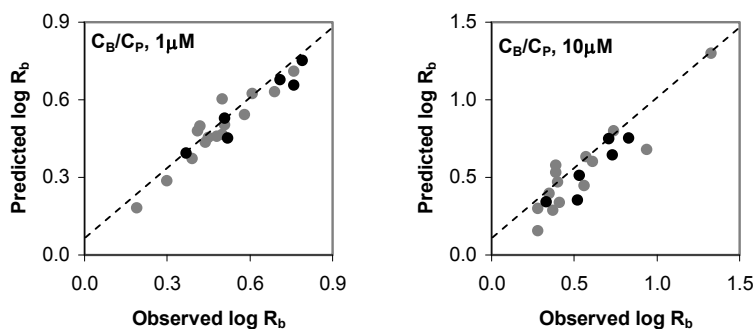 C_B/C_P, 1μM
Predicted log R_b
0.9
0.6
0.3
0.0
0.0 0.3 0.6 0.9
Observed log R_b
C_B/C_P, 10μM
Predicted log R_b
1.5
1.0
0.5
0.0
0.0 0.5 1.0 1.5
Observed log R_b